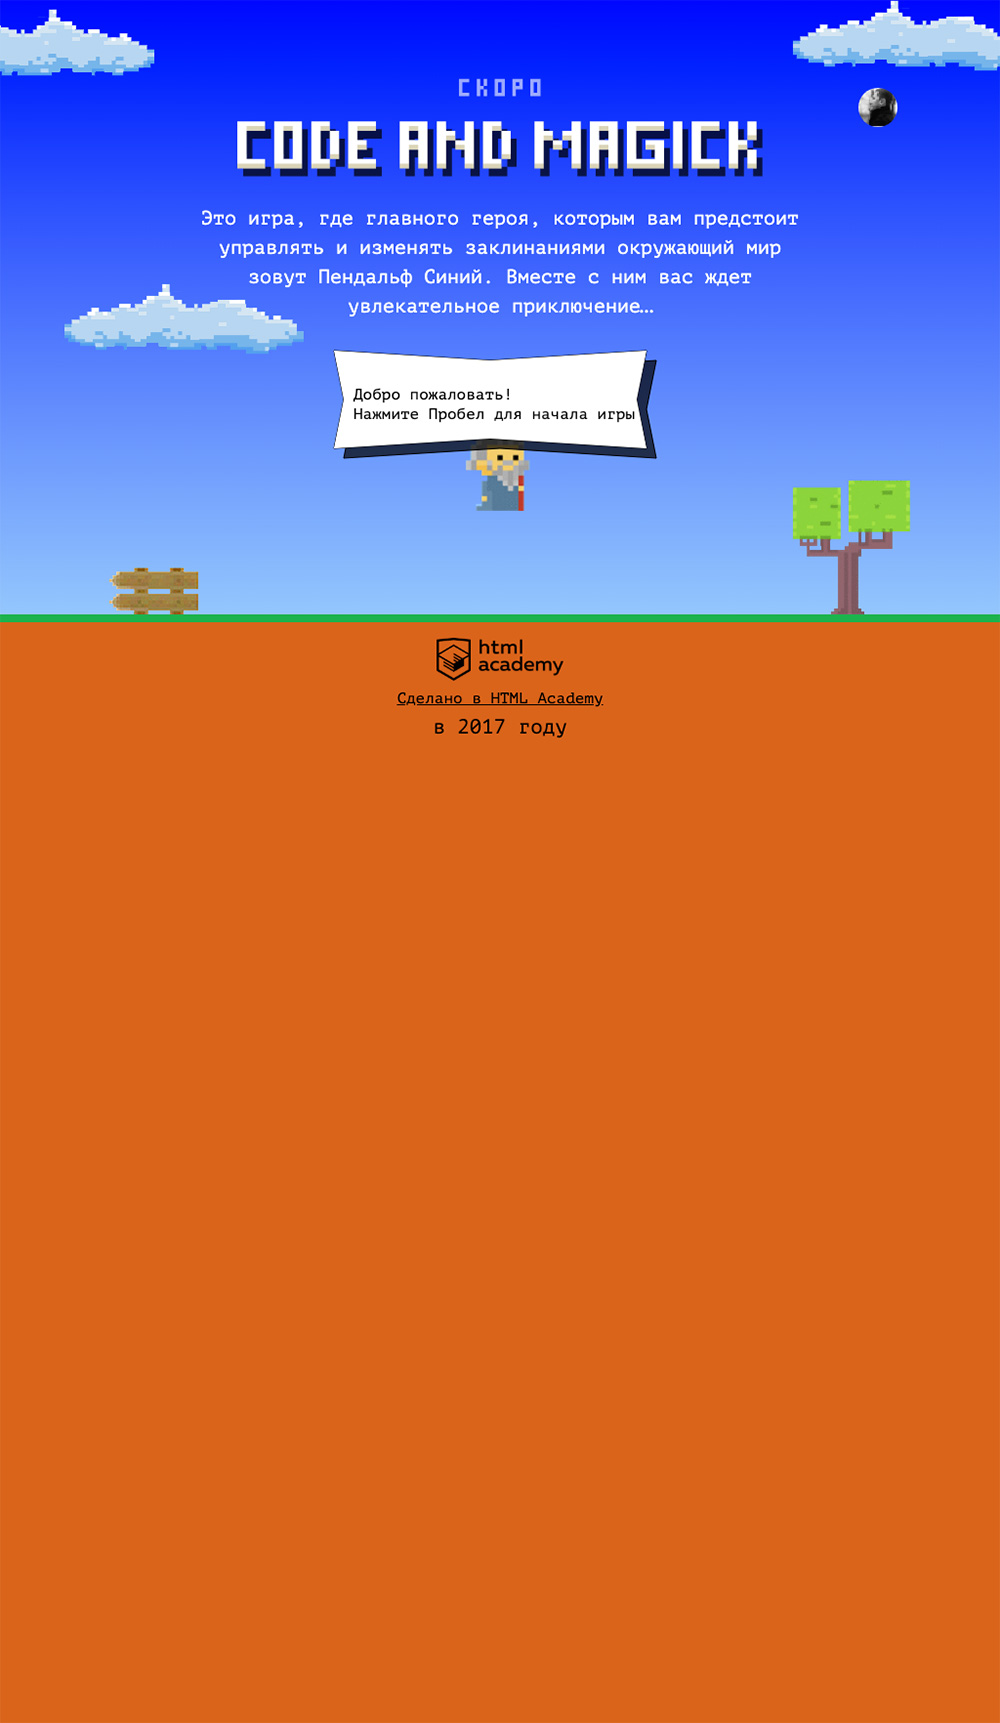 СКОРО
CODE AND MAGICK
Это игра, где главного героя, которым вам предстоит
управлять и изменять заклинаниями окружающий мир
зовут Пендальф Синий. Вместе с ним вас ждет
увлекательное приключение…
Добро пожаловать!
Нажмите Пробел для начала игры
html
academy
Сделано в HTML Academy
в 2017 году